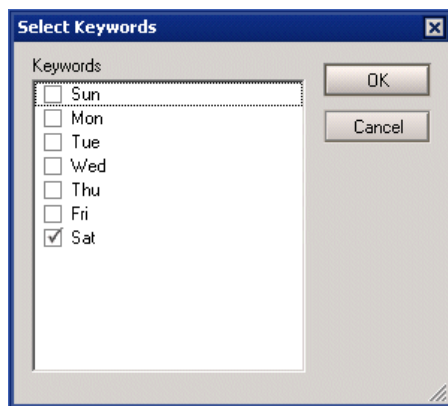 Select Keywords
Keywords
Sun
Mon
Tue
Wed
Thu
Fri
Sat
OK
Cancel